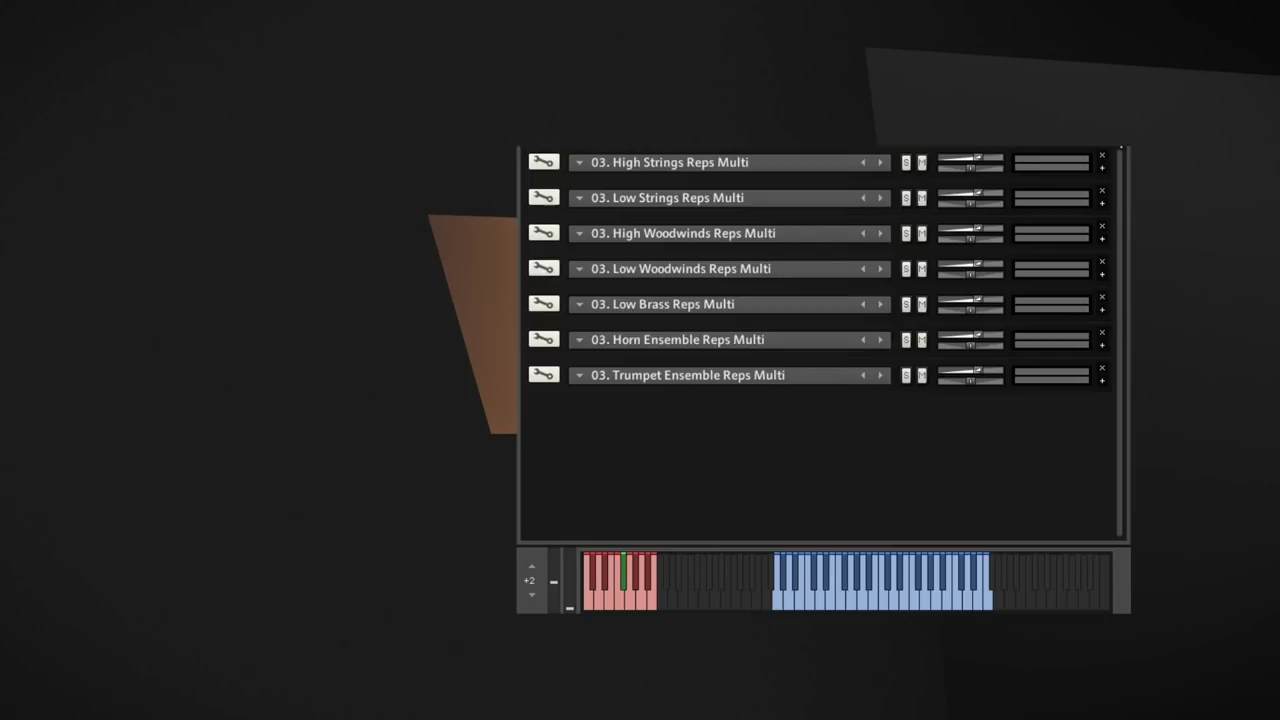 03. High Strings Reps Multi S M
03. Low Strings Reps Multi S M
03. High Woodwinds Reps Multi S M
03. Low Woodwinds Reps Multi S M
03. Low Brass Reps Multi S M
03. Horn Ensemble Reps Multi S M
03. Trumpet Ensemble Reps Multi S M
+2